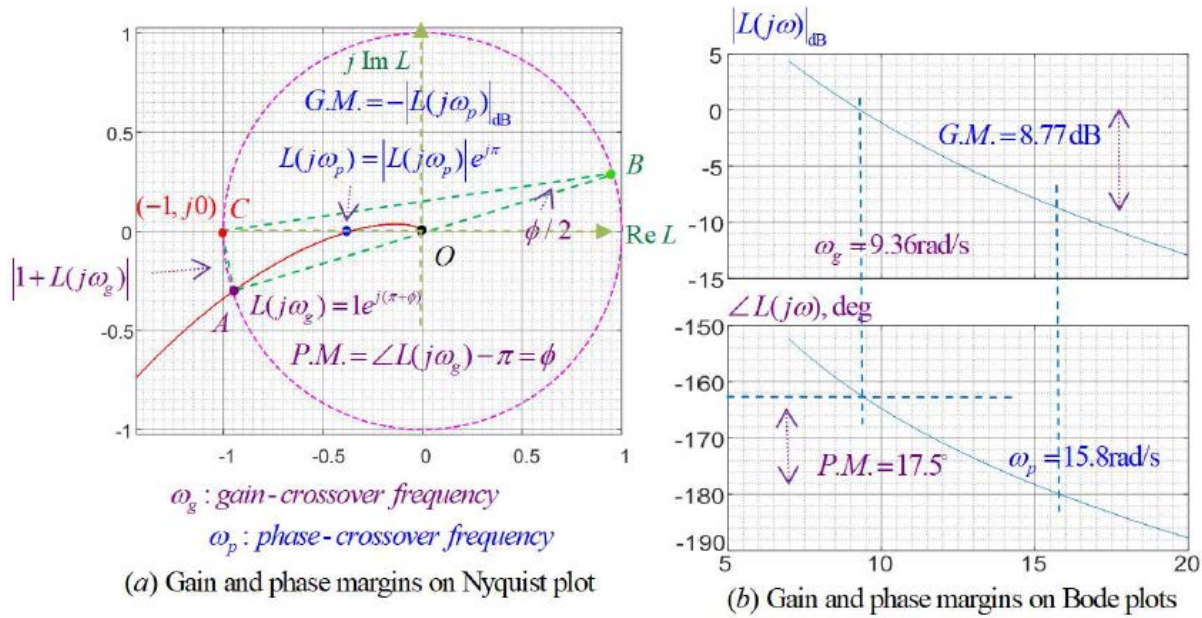 1
j Im L
G.M. = −|L(jω_p)|_dB
0.5
L(jω_p) = |L(jω_p)| e^{jπ}
B
(-1, j0) C
0
ϕ / 2
Re L
O
|1 + L(jω_g)|
L(jω_g) = 1e^{j(π+ϕ)}
A
-0.5
P.M. = ∠L(jω_g) − π = ϕ
-1
-1 -0.5 0 0.5 1
ω_g : gain-crossover frequency
ω_p : phase-crossover frequency
(a) Gain and phase margins on Nyquist plot
|L(jω)|_dB
5
0
G.M. = 8.77 dB
-5
-10
ω_g = 9.36 rad/s
-15
∠L(jω), deg
-150
-160
-170
P.M. = 17.5°
ω_p = 15.8 rad/s
-180
-190
5 10 15 20
(b) Gain and phase margins on Bode plots